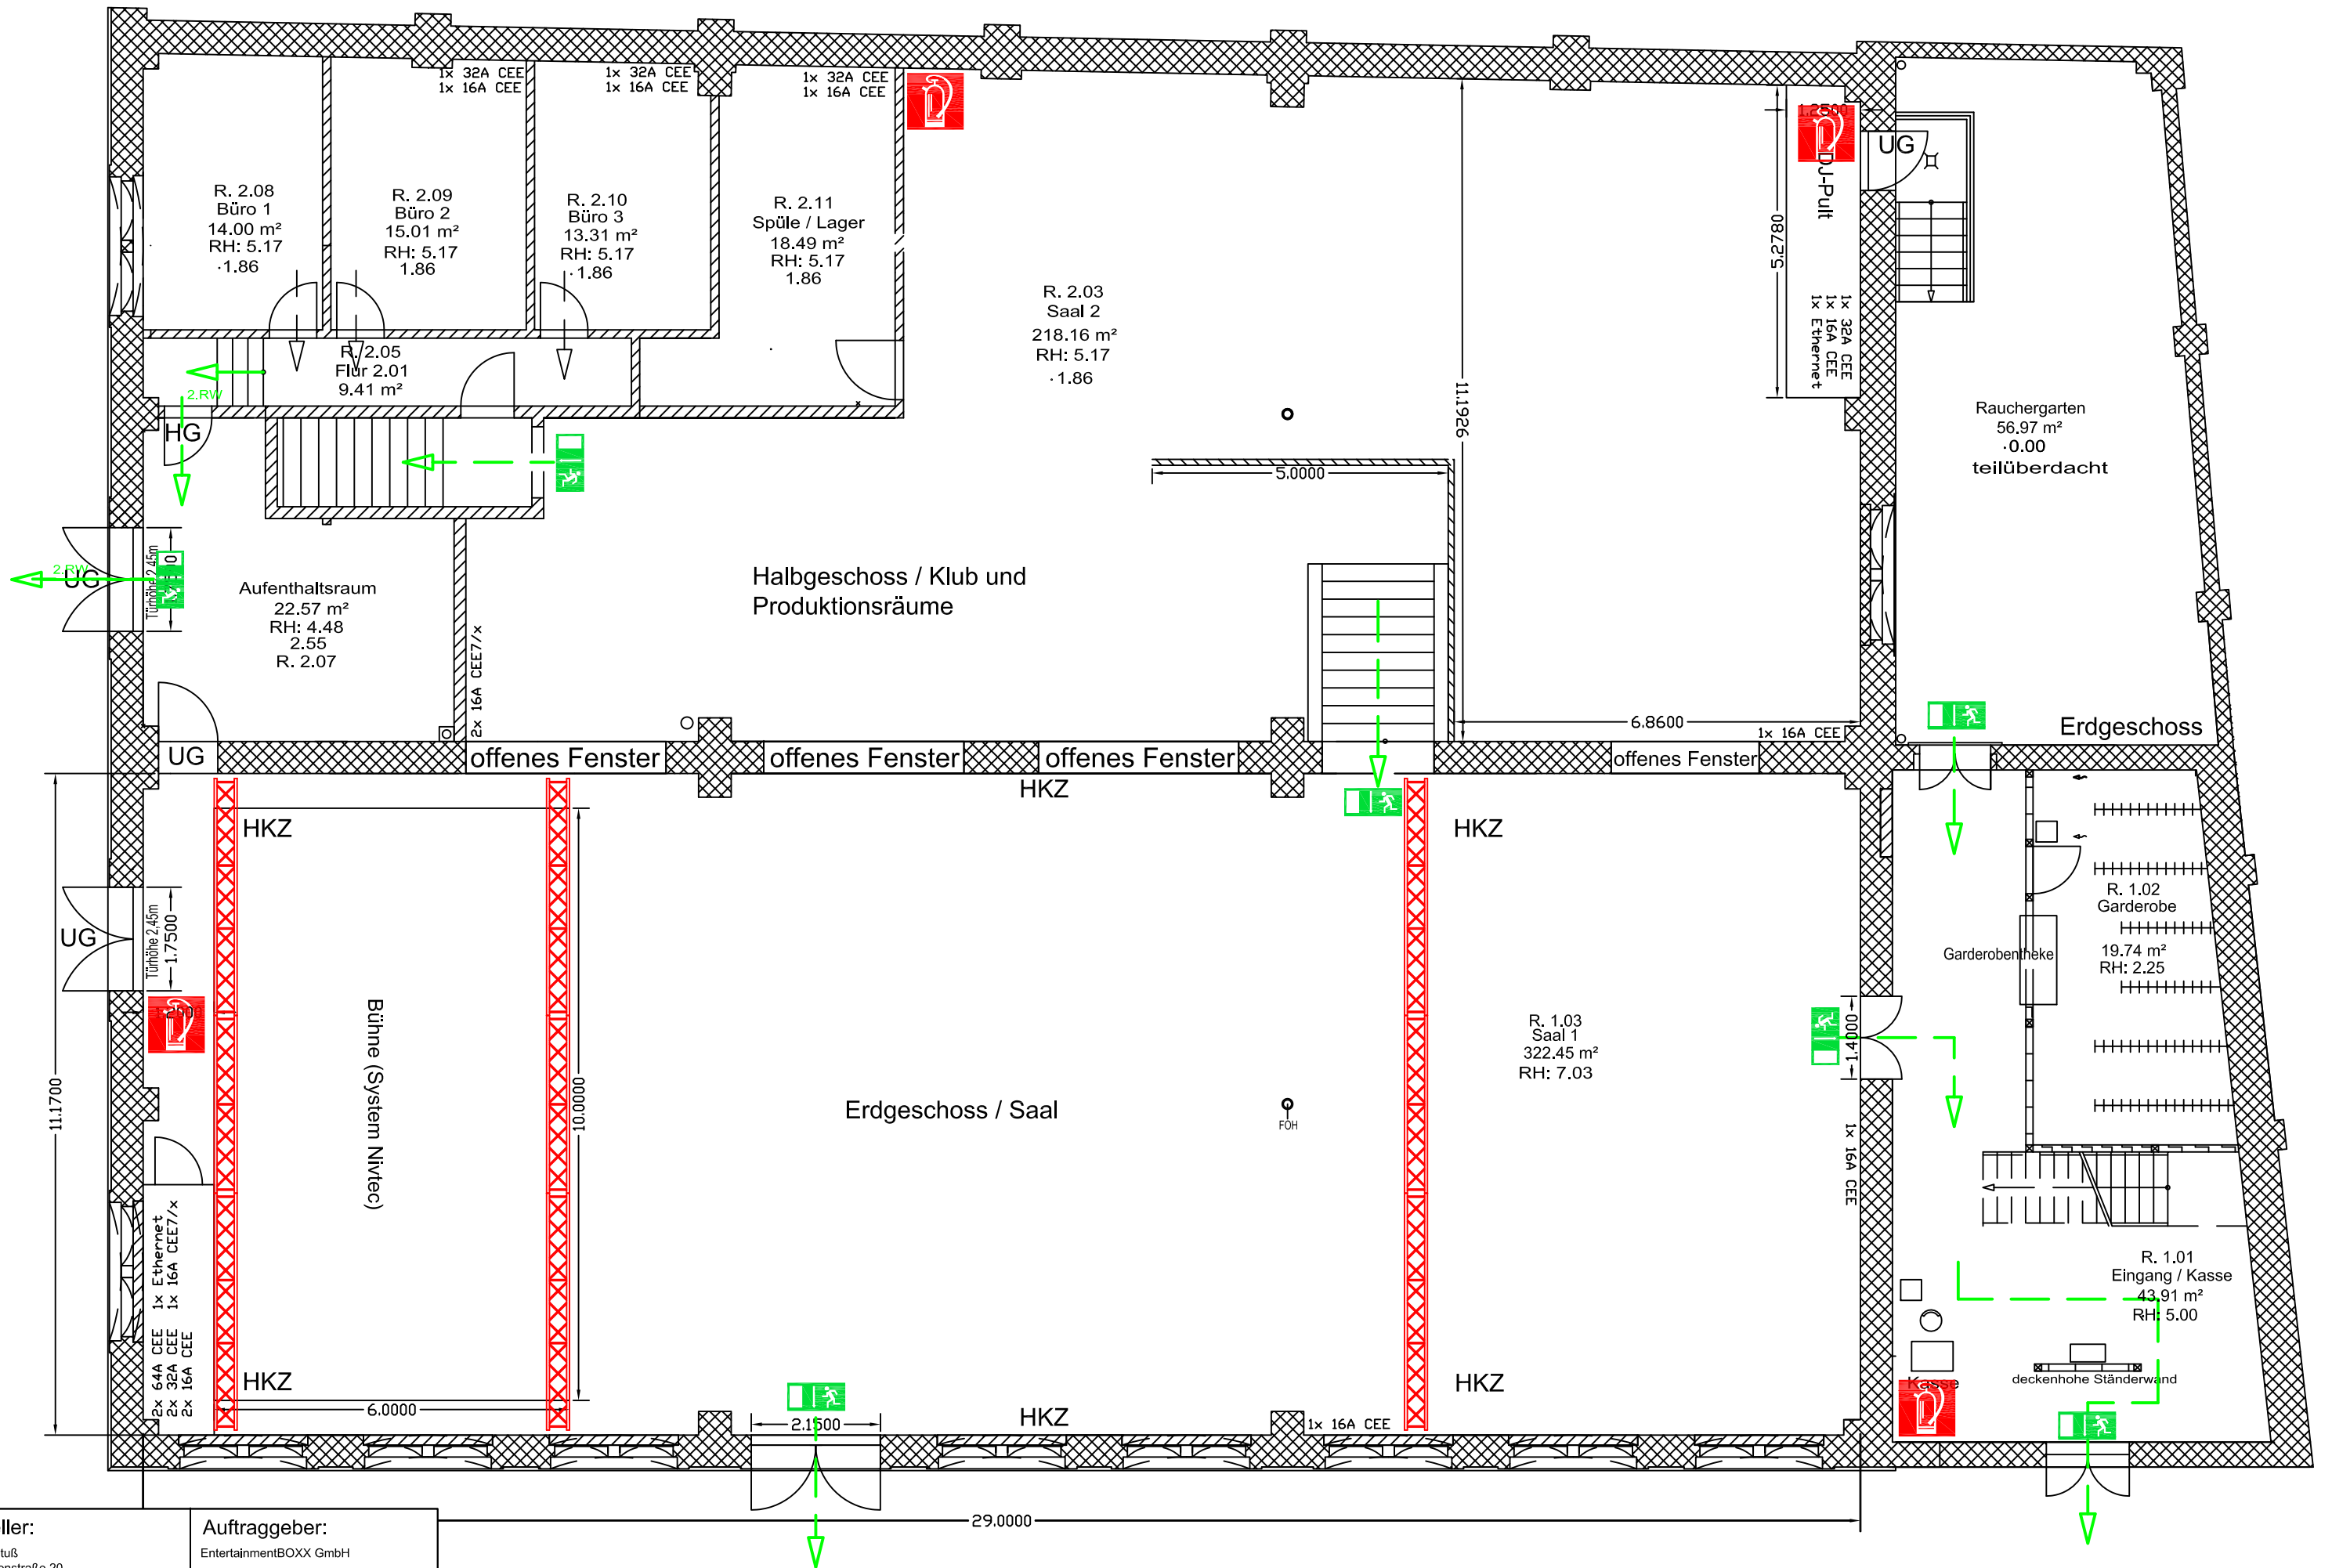 1x 32A CEE
1x 16A CEE
1x 32A CEE
1x 16A CEE
1x 32A CEE
1x 16A CEE
R. 2.08
Büro 1
14.00 m²
RH: 5.17
1.86
R. 2.09
Büro 2
15.01 m²
RH: 5.17
1.86
R. 2.10
Büro 3
13.31 m²
RH: 5.17
1.86
R. 2.11
Spüle / Lager
18.49 m²
RH: 5.17
1.86
R. 2.03
Saal 2
218.16 m²
RH: 5.17
1.86
1.2500
DJ-Pult
UG
5.2780
1x 32A CEE
1x 16A CEE
1x Ethernet
R. 2.05
Flur 2.01
9.41 m²
2.RW
HG
11.1926
5.0000
Rauchergarten
56.97 m²
0.00
teilüberdacht
2.RW
UG
Türhöhe 2,45m
Aufenthaltsraum
22.57 m²
RH: 4.48
2.55
R. 2.07
2x 16A CEE7/x
Halbgeschoss / Klub und
Produktionsräume
6.8600
1x 16A CEE
Erdgeschoss
UG
offenes Fenster
offenes Fenster
offenes Fenster
offenes Fenster
HKZ
HKZ
HKZ
UG
Türhöhe 2,45m
1.7500
11.1700
Bühne (System Nivtec)
10.0000
Erdgeschoss / Saal
FOH
R. 1.03
Saal 1
322.45 m²
RH: 7.03
1.4000
1x 16A CEE
R. 1.02
Garderobe
19.74 m²
RH: 2.25
Garderobentheke
R. 1.01
Eingang / Kasse
43.91 m²
RH: 5.00
deckenhohe Ständerwand
Kasse
2x 64A CEE
2x 32A CEE
2x 16A CEE
1x Ethernet
1x 16A CEE7/x
HKZ
6.0000
HKZ
HKZ
2.1500
1x 16A CEE
29.0000
Auftraggeber:
EntertainmentBOXX GmbH